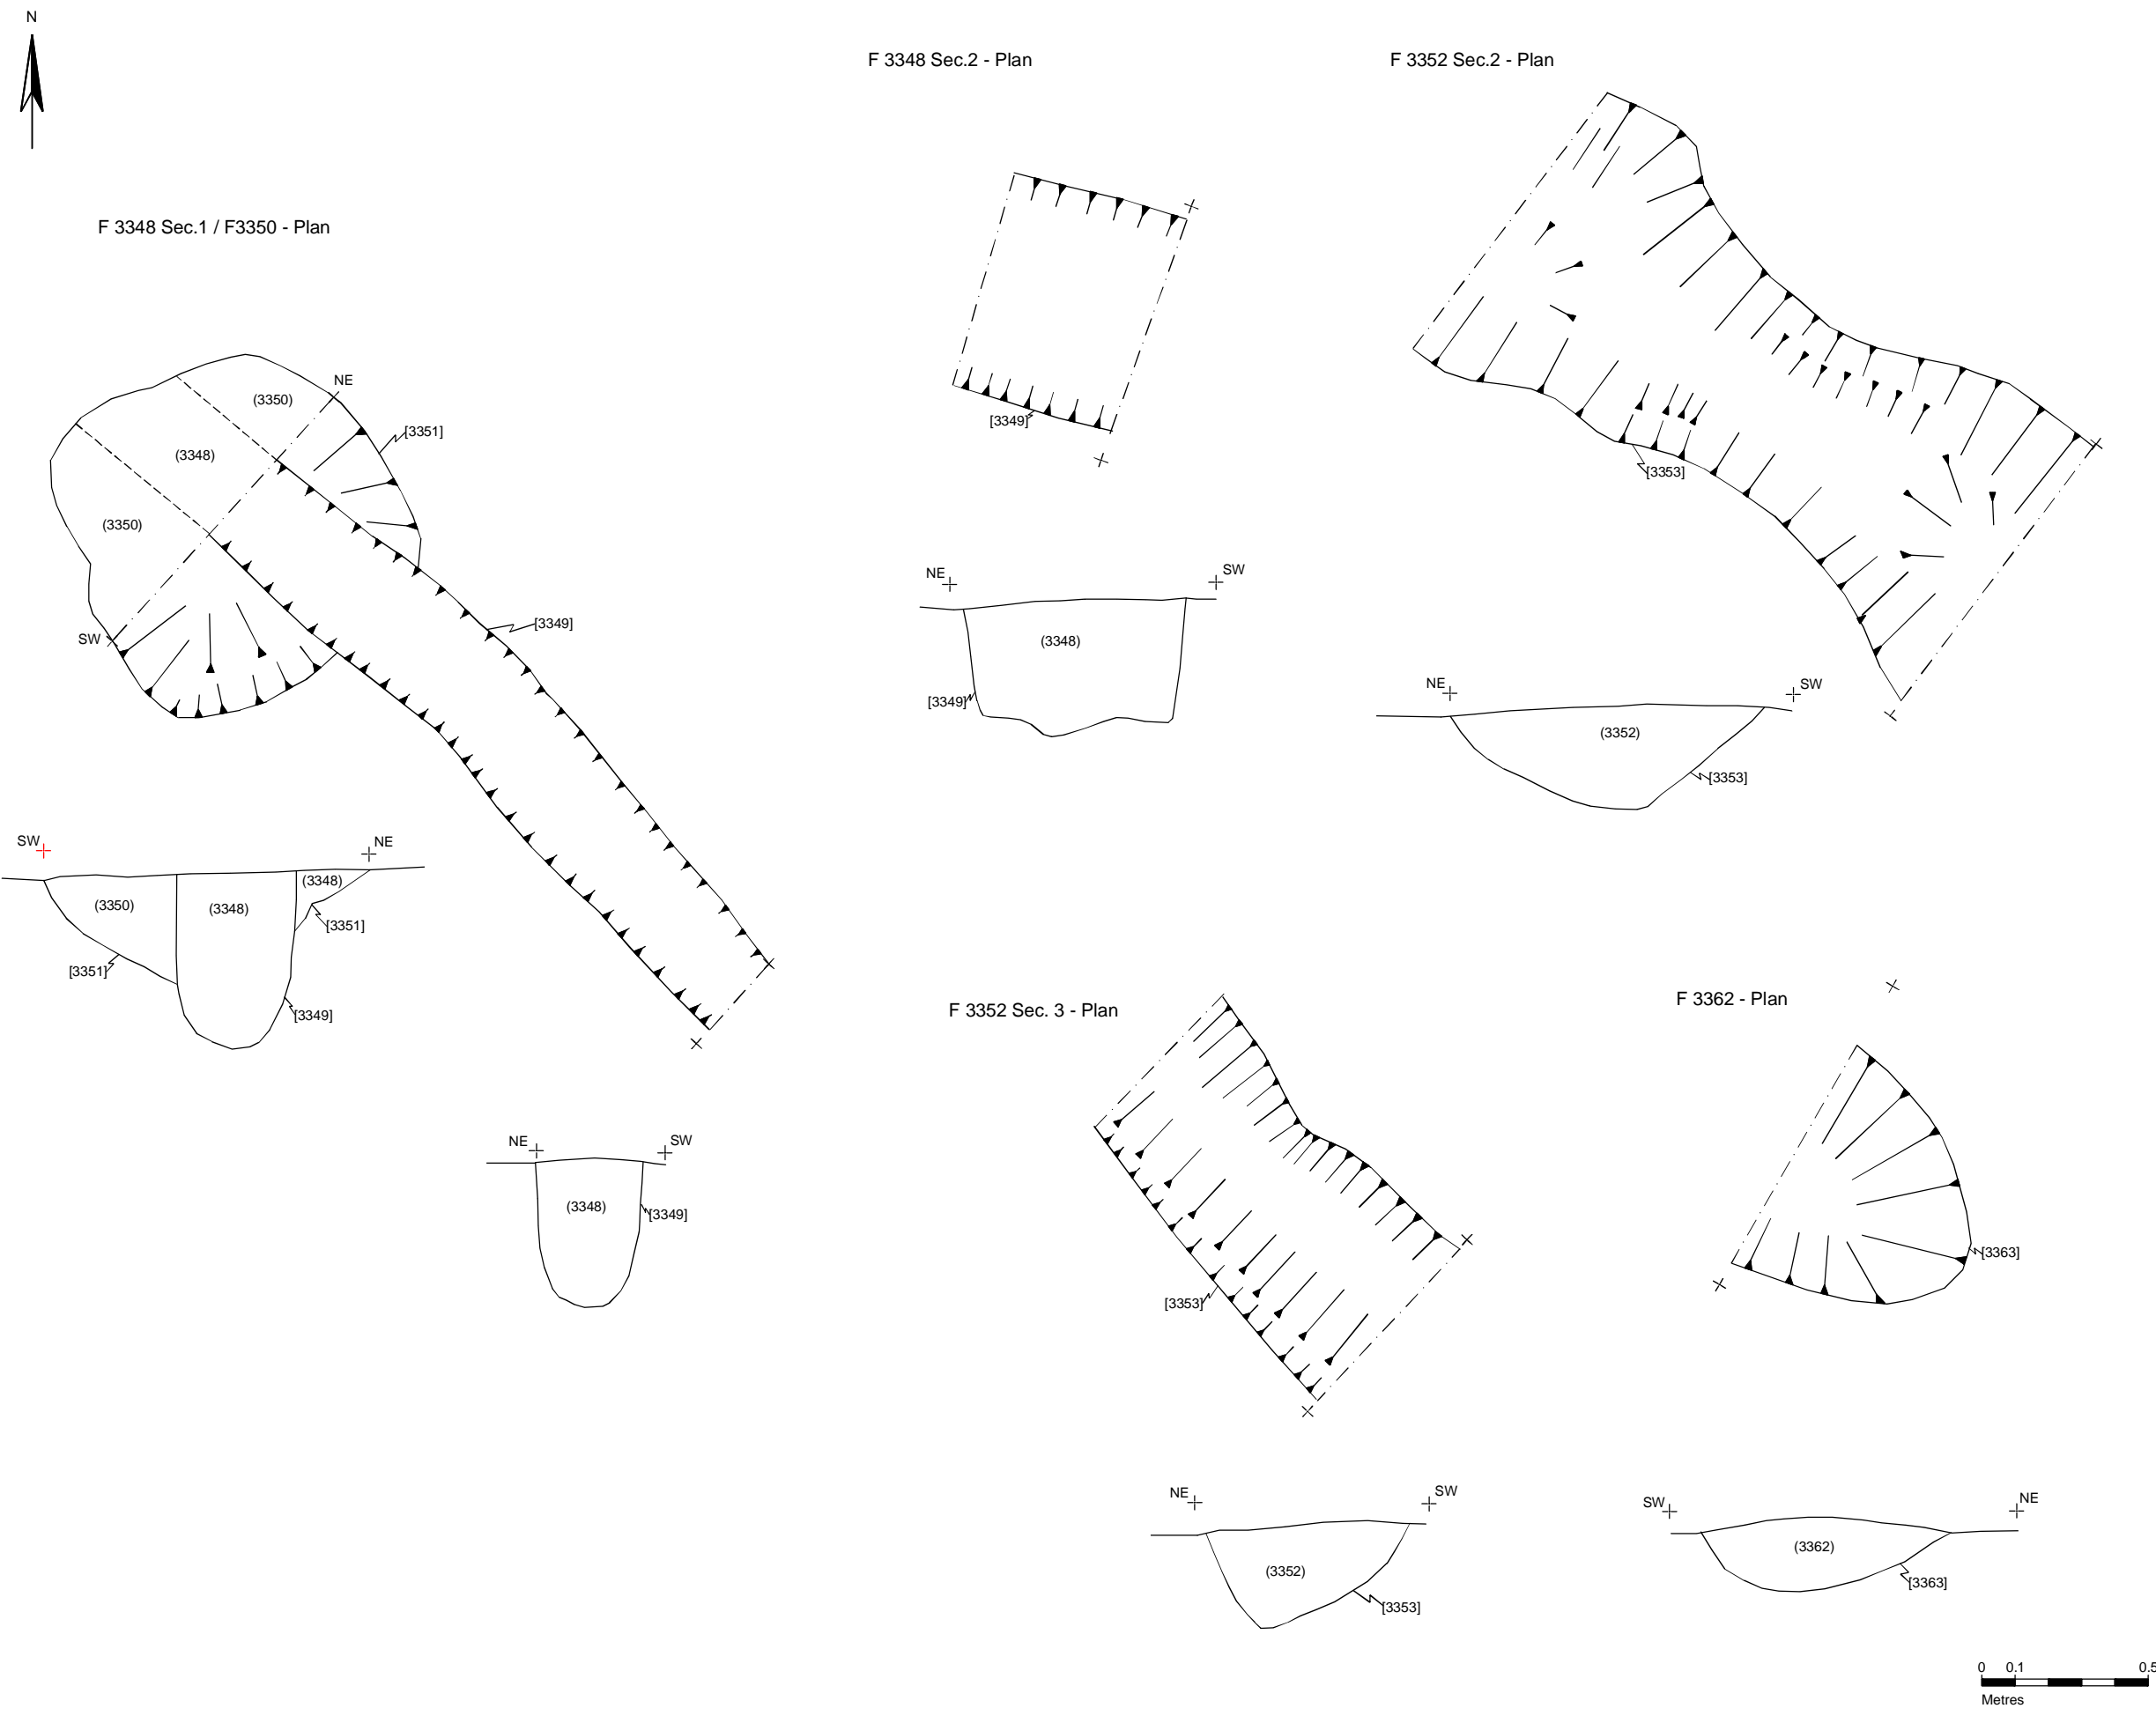 N
F 3348 Sec.2 - Plan
F 3352 Sec.2 - Plan
F 3348 Sec.1 / F3350 - Plan
[3349]
[3353]
NE
(3350)
[3351]
(3348)
(3350)
[3349]
SW
NE
SW
(3348)
[3349]
NE
SW
(3352)
[3353]
SW
NE
(3350)
(3348)
(3348)
[3351]
[3351]
[3349]
F 3352 Sec. 3 - Plan
F 3362 - Plan
NE
SW
(3348)
[3349]
[3353]
[3363]
NE
SW
(3352)
[3353]
SW
NE
(3362)
[3363]
0 0.1 0.5
Metres